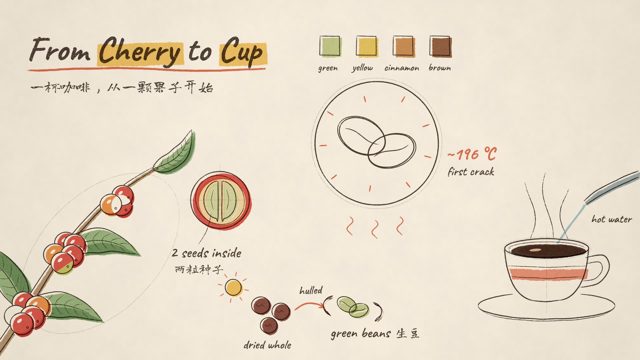 From Cherry to Cup
一杯咖啡，从一颗果子开始
green yellow cinnamon brown
~196 °C
first crack
hot water
2 seeds inside
两粒种子
hulled
dried whole
green beans 生豆